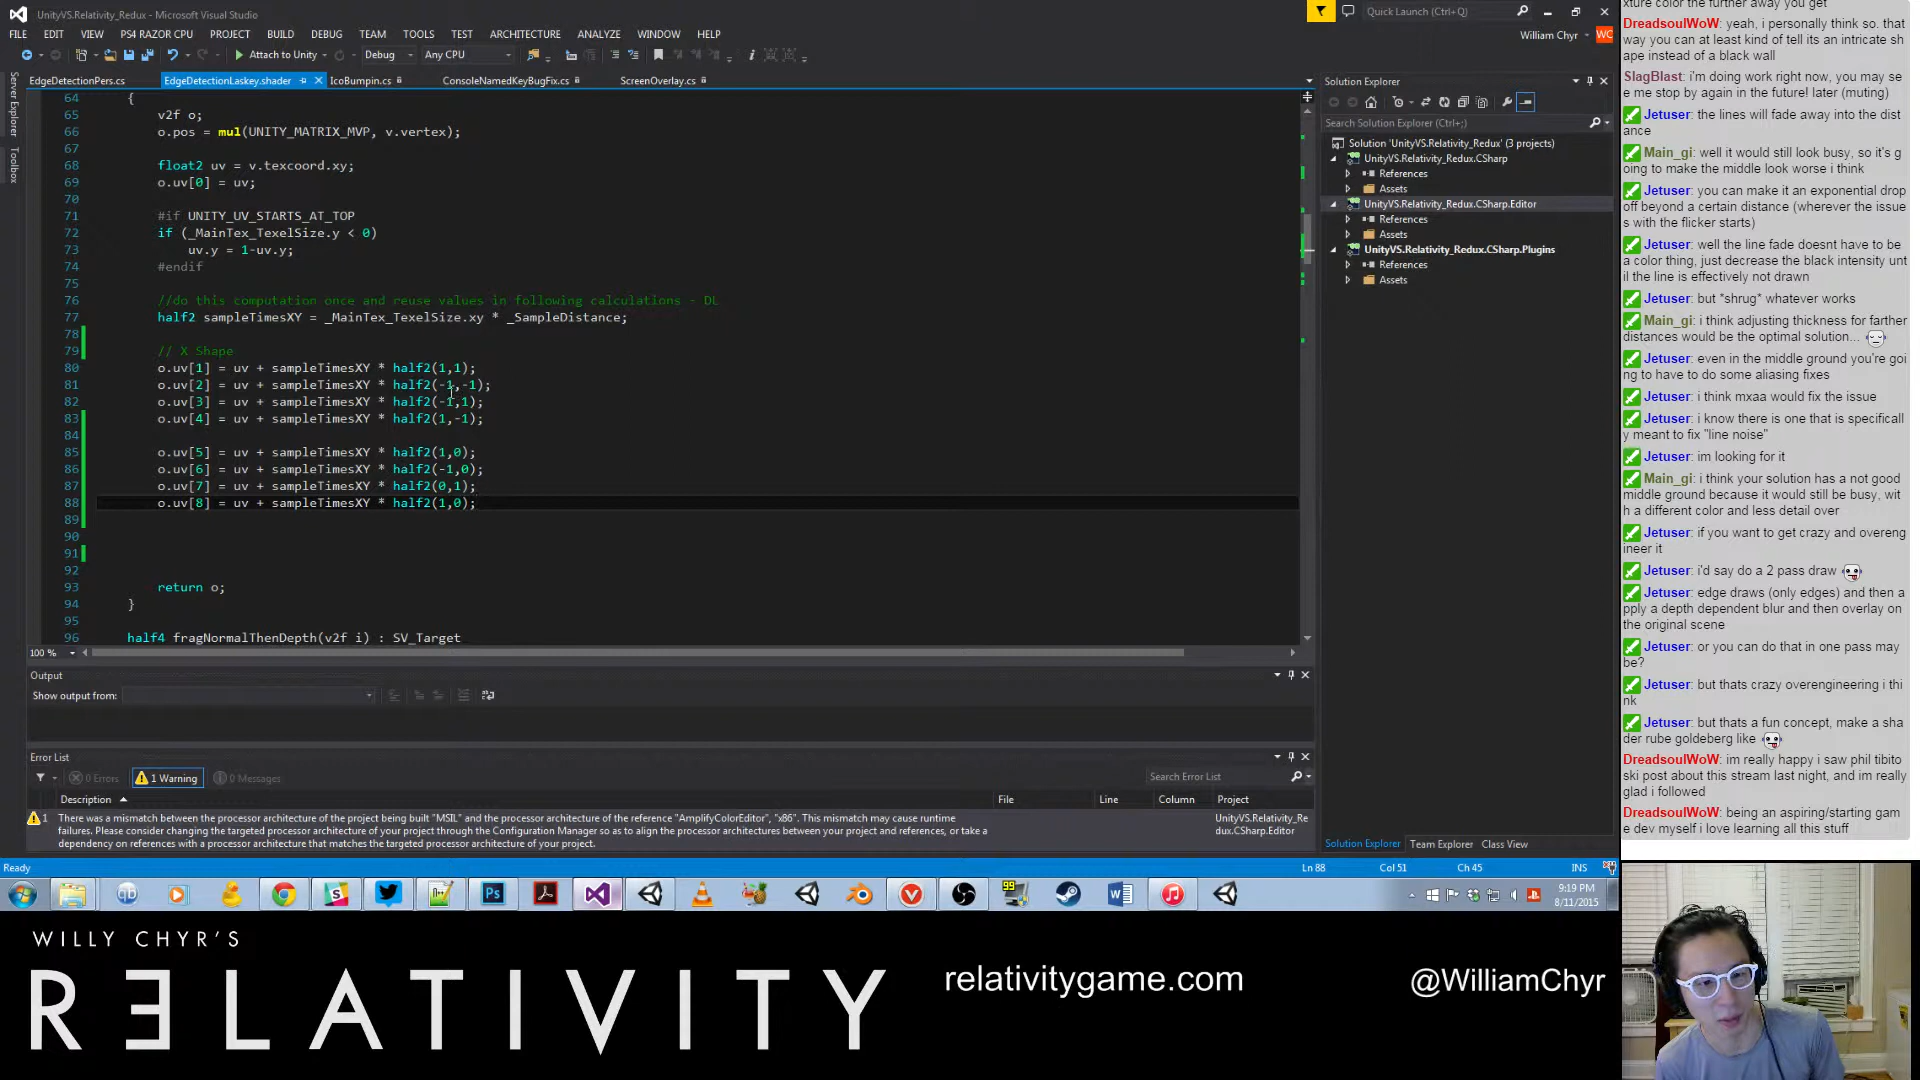 UnityVS.Relativity_Redux - Microsoft Visual Studio
Quick Launch (Ctrl+Q)
FILE EDIT VIEW PS4 RAZOR CPU PROJECT BUILD DEBUG TEAM TOOLS TEST ARCHITECTURE ANALYZE WINDOW HELP
William Chyr WC
Attach to Unity Debug Any CPU
EdgeDetectionPers.cs EdgeDetectionLaskey.shader IcoBumpin.cs ConsoleNamedKeyBugFix.cs ScreenOverlay.cs
Server Explorer
Toolbox
64 {
65 v2f o;
66 o.pos = mul(UNITY_MATRIX_MVP, v.vertex);
67
68 float2 uv = v.texcoord.xy;
69 o.uv[0] = uv;
70
71 #if UNITY_UV_STARTS_AT_TOP
72 if (_MainTex_TexelSize.y < 0)
73 uv.y = 1-uv.y;
74 #endif
75
76 //do this computation once and reuse values in following calculations - DL
77 half2 sampleTimesXY = _MainTex_TexelSize.xy * _SampleDistance;
78
79 // X Shape
80 o.uv[1] = uv + sampleTimesXY * half2(1,1);
81 o.uv[2] = uv + sampleTimesXY * half2(-1,-1);
82 o.uv[3] = uv + sampleTimesXY * half2(-1,1);
83 o.uv[4] = uv + sampleTimesXY * half2(1,-1);
84
85 o.uv[5] = uv + sampleTimesXY * half2(1,0);
86 o.uv[6] = uv + sampleTimesXY * half2(-1,0);
87 o.uv[7] = uv + sampleTimesXY * half2(0,1);
88 o.uv[8] = uv + sampleTimesXY * half2(1,0);
89
90
91
92
93 return o;
94 }
95
96 half4 fragNormalThenDepth(v2f i) : SV_Target
100 %
Output
Show output from:
Error List
0 Errors 1 Warning 0 Messages
Search Error List
Description File Line Column Project
1 There was a mismatch between the processor architecture of the project being built "MSIL" and the processor architecture of the reference "AmplifyColorEditor", "x86". This mismatch may cause runtime
failures. Please consider changing the targeted processor architecture of your project through the Configuration Manager so as to align the processor architectures between your project and references, or take a
dependency on references with a processor architecture that matches the targeted processor architecture of your project.
UnityVS.Relativity_Re
dux.CSharp.Editor
Solution Explorer
Search Solution Explorer (Ctrl+;)
Solution 'UnityVS.Relativity_Redux' (3 projects)
UnityVS.Relativity_Redux.CSharp
References
Assets
UnityVS.Relativity_Redux.CSharp.Editor
References
Assets
UnityVS.Relativity_Redux.CSharp.Plugins
References
Assets
Solution Explorer Team Explorer Class View
Ready Ln 88 Col 51 Ch 45 INS
99
9:19 PM
8/11/2015
xture color the further away you get
DreadsoulWoW: yeah, i personally think so. that
way you can at least kind of tell its an intricate sh
ape instead of a black wall
SlagBlast: i'm doing work right now, you may se
e me stop by again in the future! later (muting)
Jetuser: the lines will fade away into the dist
ance
Main_gi: well it would still look busy, so it's g
oing to make the middle look worse i think
Jetuser: you can make it an exponential drop
off beyond a certain distance (wherever the issue
s with the flicker starts)
Jetuser: well the line fade doesnt have to be
a color thing, just decrease the black intensity unt
il the line is effectively not drawn
Jetuser: but *shrug* whatever works
Main_gi: i think adjusting thickness for farther
distances would be the optimal solution...
Jetuser: even in the middle ground you're goi
ng to have to do some aliasing fixes
Jetuser: i think mxaa would fix the issue
Jetuser: i know there is one that is specificall
y meant to fix "line noise"
Jetuser: im looking for it
Main_gi: i think your solution has a not good
middle ground because it would still be busy, wit
h a different color and less detail over
Jetuser: if you want to get crazy and overeng
ineer it
Jetuser: i'd say do a 2 pass draw
Jetuser: edge draws (only edges) and then a
pply a depth dependent blur and then overlay on
the original scene
Jetuser: or you can do that in one pass may
be?
Jetuser: but thats crazy overengineering i thi
nk
Jetuser: but thats a fun concept, make a sha
der rube goldeberg like
DreadsoulWoW: im really happy i saw phil tibito
ski post about this stream last night, and im really
glad i followed
DreadsoulWoW: being an aspiring/starting gam
e dev myself i love learning all this stuff
WILLY CHYR'S
RELATIVITY
relativitygame.com
@WilliamChyr